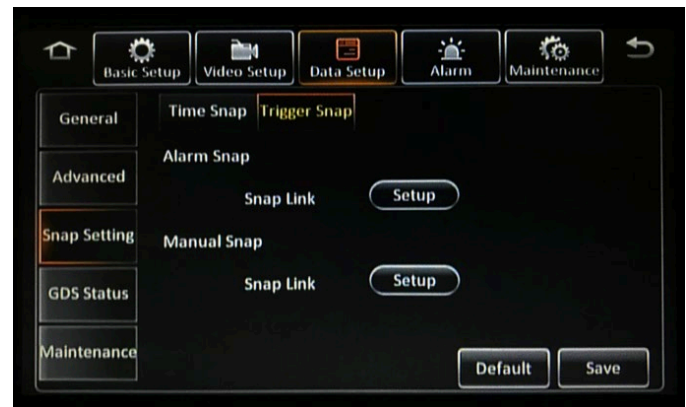 Basic Setup Video Setup Data Setup Alarm Maintenance
General
Advanced
Snap Setting
GDS Status
Maintenance
Time Snap Trigger Snap
Alarm Snap
Snap Link Setup
Manual Snap
Snap Link Setup
Default Save